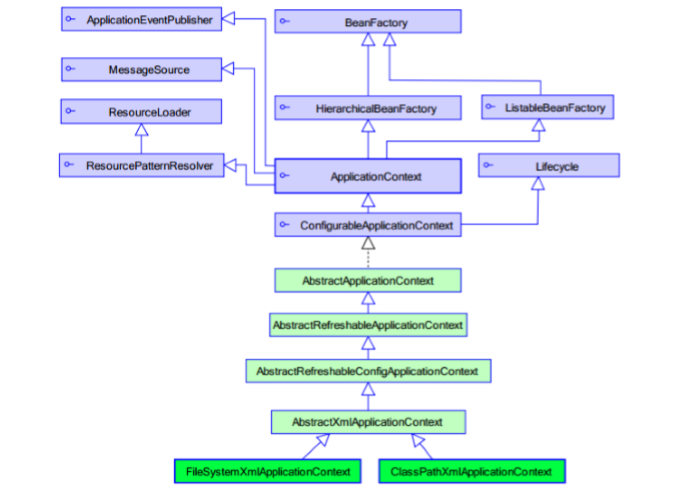 ApplicationEventPublisher
BeanFactory
MessageSource
ResourceLoader
HierarchicalBeanFactory
ListableBeanFactory
ResourcePatternResolver
ApplicationContext
Lifecycle
ConfigurableApplicationContext
AbstractApplicationContext
AbstractRefreshableApplicationContext
AbstractRefreshableConfigApplicationContext
AbstractXmlApplicationContext
FileSystemXmlApplicationContext
ClassPathXmlApplicationContext